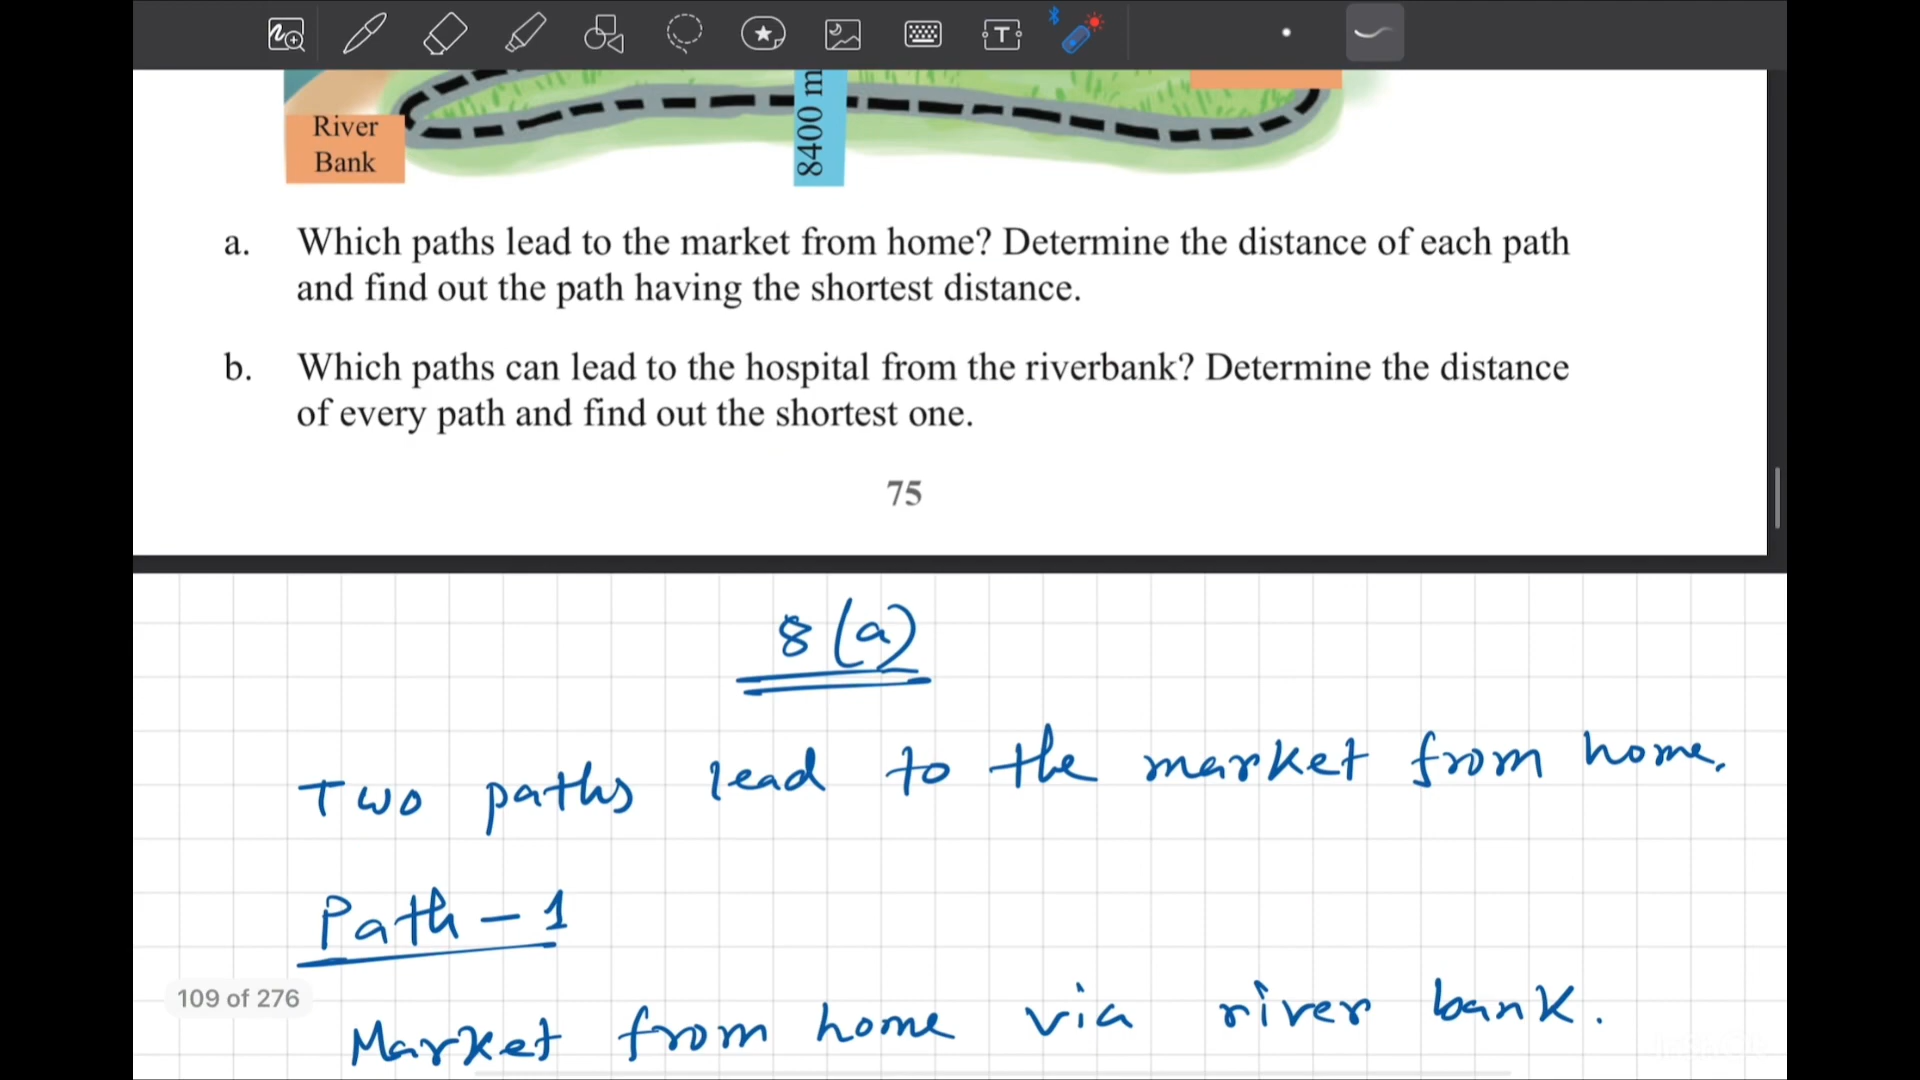 T
8400 m
River
Bank
a. Which paths lead to the market from home? Determine the distance of each path
and find out the path having the shortest distance.
b. Which paths can lead to the hospital from the riverbank? Determine the distance
of every path and find out the shortest one.
75
8 (a)
Two paths lead to the market from home.
Path - 1
109 of 276
Market from home via river bank.